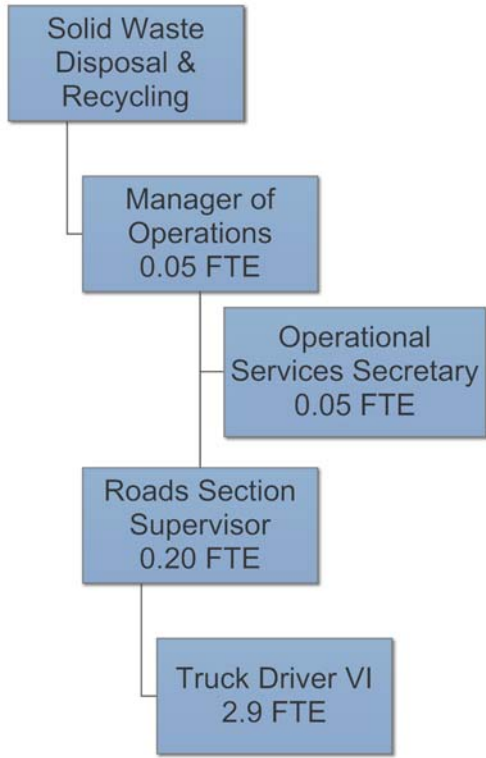 Solid Waste
Disposal &
Recycling
Manager of
Operations
0.05 FTE
Operational
Services Secretary
0.05 FTE
Roads Section
Supervisor
0.20 FTE
Truck Driver VI
2.9 FTE